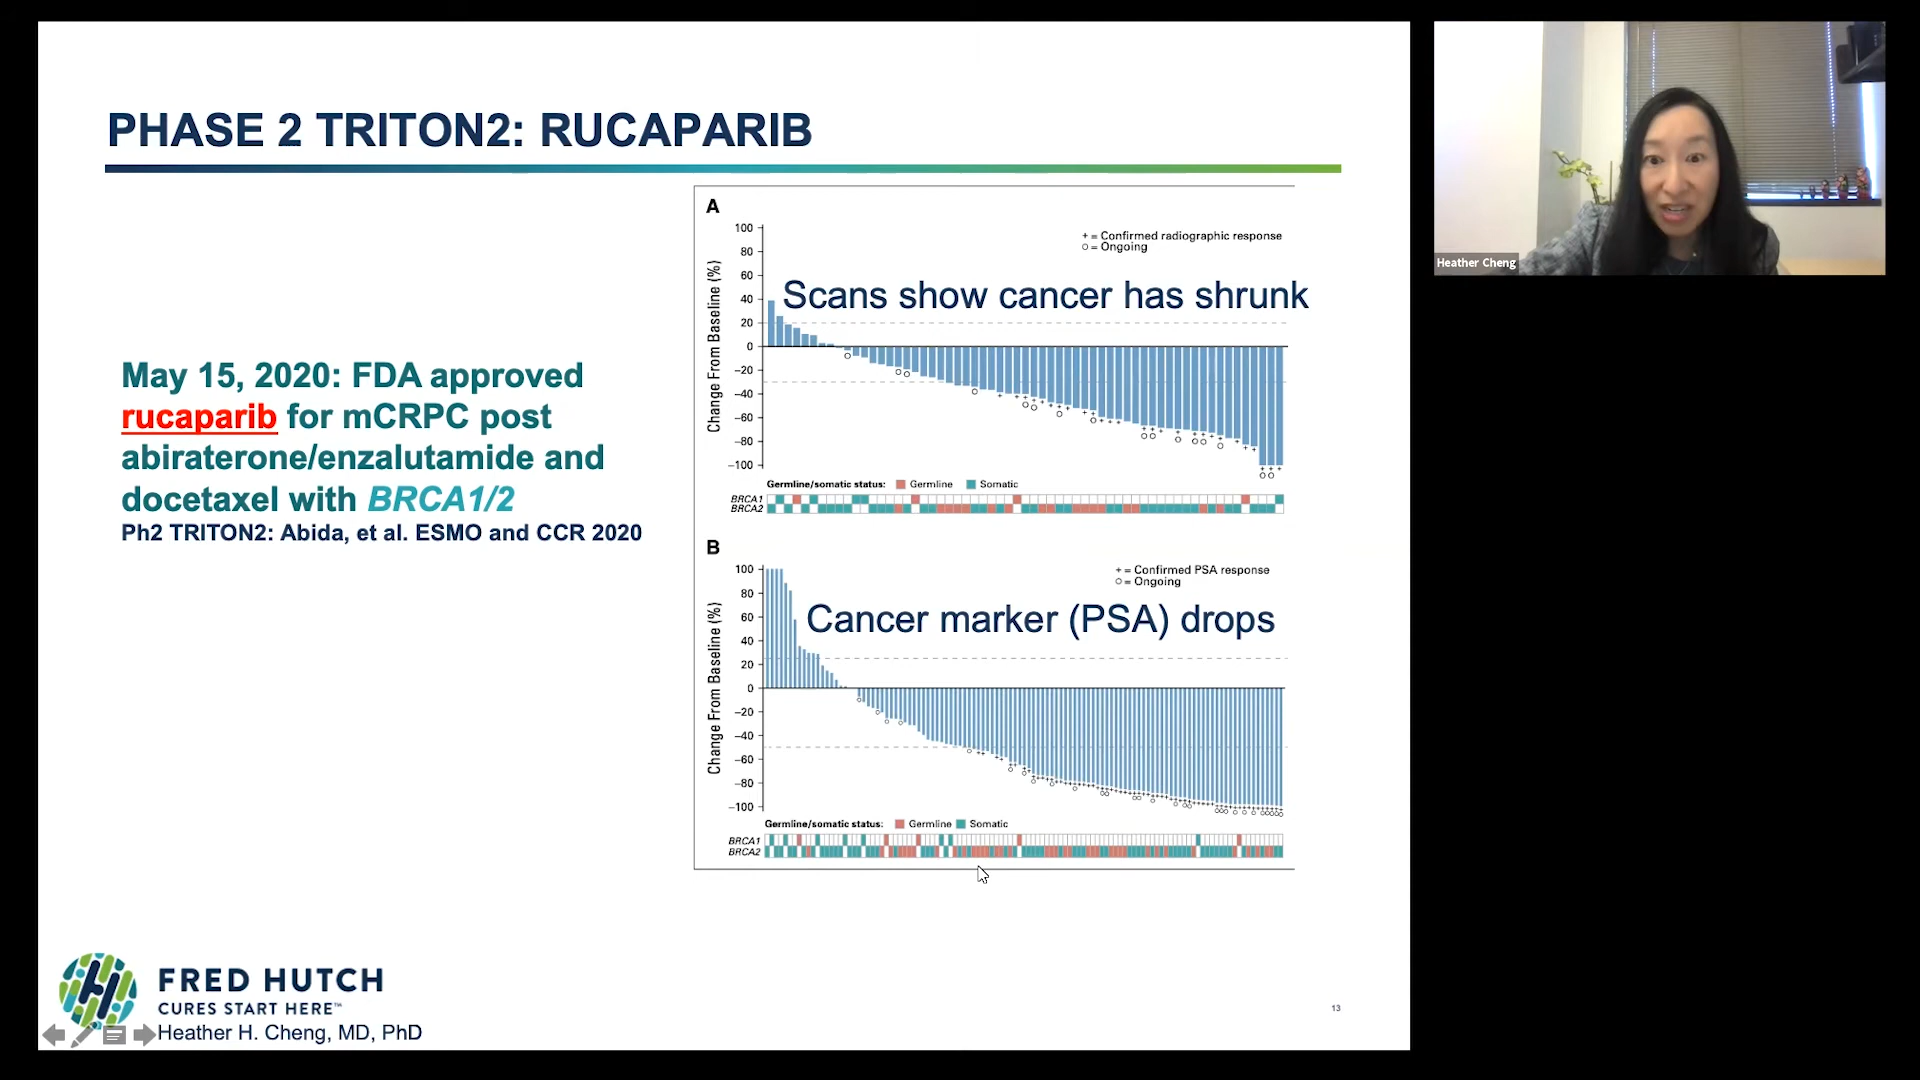 PHASE 2 TRITON2: RUCAPARIB
May 15, 2020: FDA approved
rucaparib for mCRPC post
abiraterone/enzalutamide and
docetaxel with BRCA1/2
Ph2 TRITON2: Abida, et al. ESMO and CCR 2020
A
Change From Baseline (%)
100
80
60
40
20
0
–20
–40
–60
–80
–100
+ = Confirmed radiographic response
O = Ongoing
Scans show cancer has shrunk
Germline/somatic status: Germline Somatic
BRCA1
BRCA2
B
Change From Baseline (%)
100
80
60
40
20
0
–20
–40
–60
–80
–100
+ = Confirmed PSA response
O = Ongoing
Cancer marker (PSA) drops
Germline/somatic status: Germline Somatic
BRCA1
BRCA2
FRED HUTCH
CURES START HERE™
Heather H. Cheng, MD, PhD
13
Heather Cheng